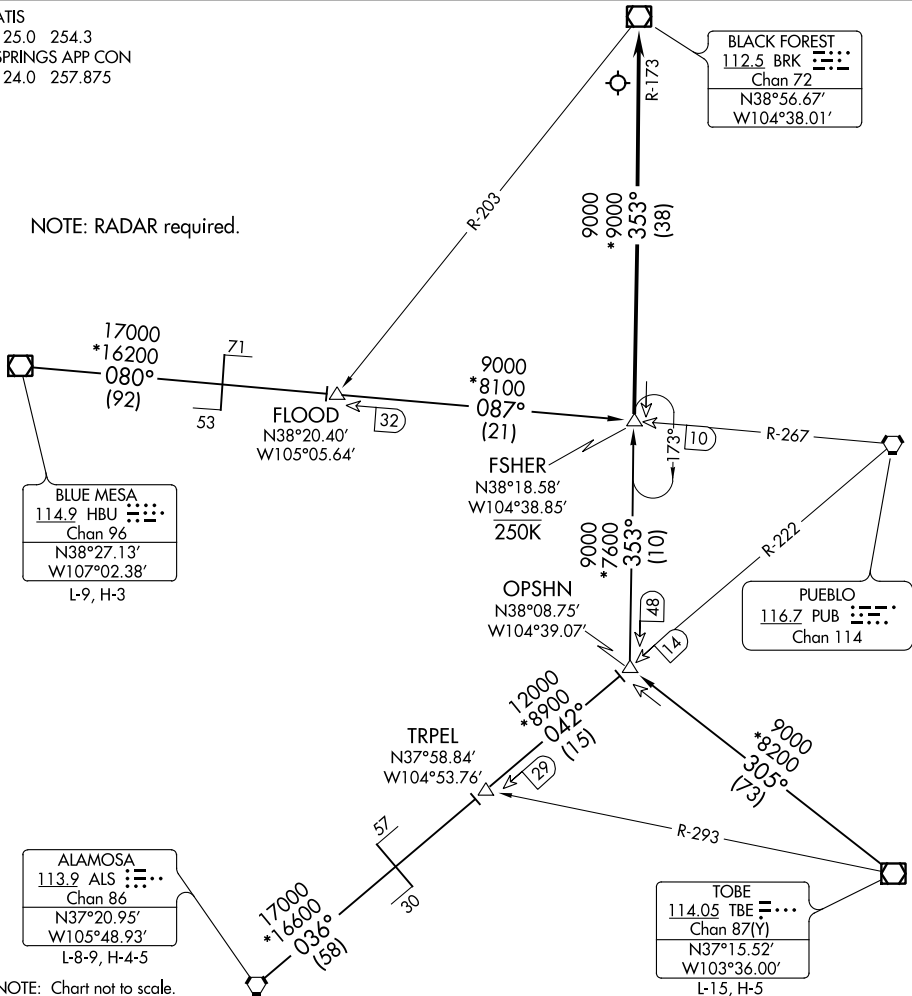 ATIS
25.0 254.3
SPRINGS APP CON
24.0 257.875
BLACK FOREST
112.5 BRK
Chan 72
N38°56.67'
W104°38.01'
R-173
R-203
NOTE: RADAR required.
9000
*9000
353°
(38)
17000
*16200
080°
(92)
71
53
FLOOD
N38°20.40'
W105°05.64'
32
9000
*8100
087°
(21)
10
R-267
173°
FSHER
N38°18.58'
W104°38.85'
250K
BLUE MESA
114.9 HBU
Chan 96
N38°27.13'
W107°02.38'
L-9, H-3
9000
*7600
353°
(10)
R-222
OPSHN
N38°08.75'
W104°39.07'
48
14
PUEBLO
116.7 PUB
Chan 114
12000
*8900
042°
(15)
TRPEL
N37°58.84'
W104°53.76'
29
9000
*8200
305°
(73)
R-293
57
30
ALAMOSA
113.9 ALS
Chan 86
N37°20.95'
W105°48.93'
L-8-9, H-4-5
17000
*16600
036°
(58)
TOBE
114.05 TBE
Chan 87(Y)
N37°15.52'
W103°36.00'
L-15, H-5
NOTE: Chart not to scale.